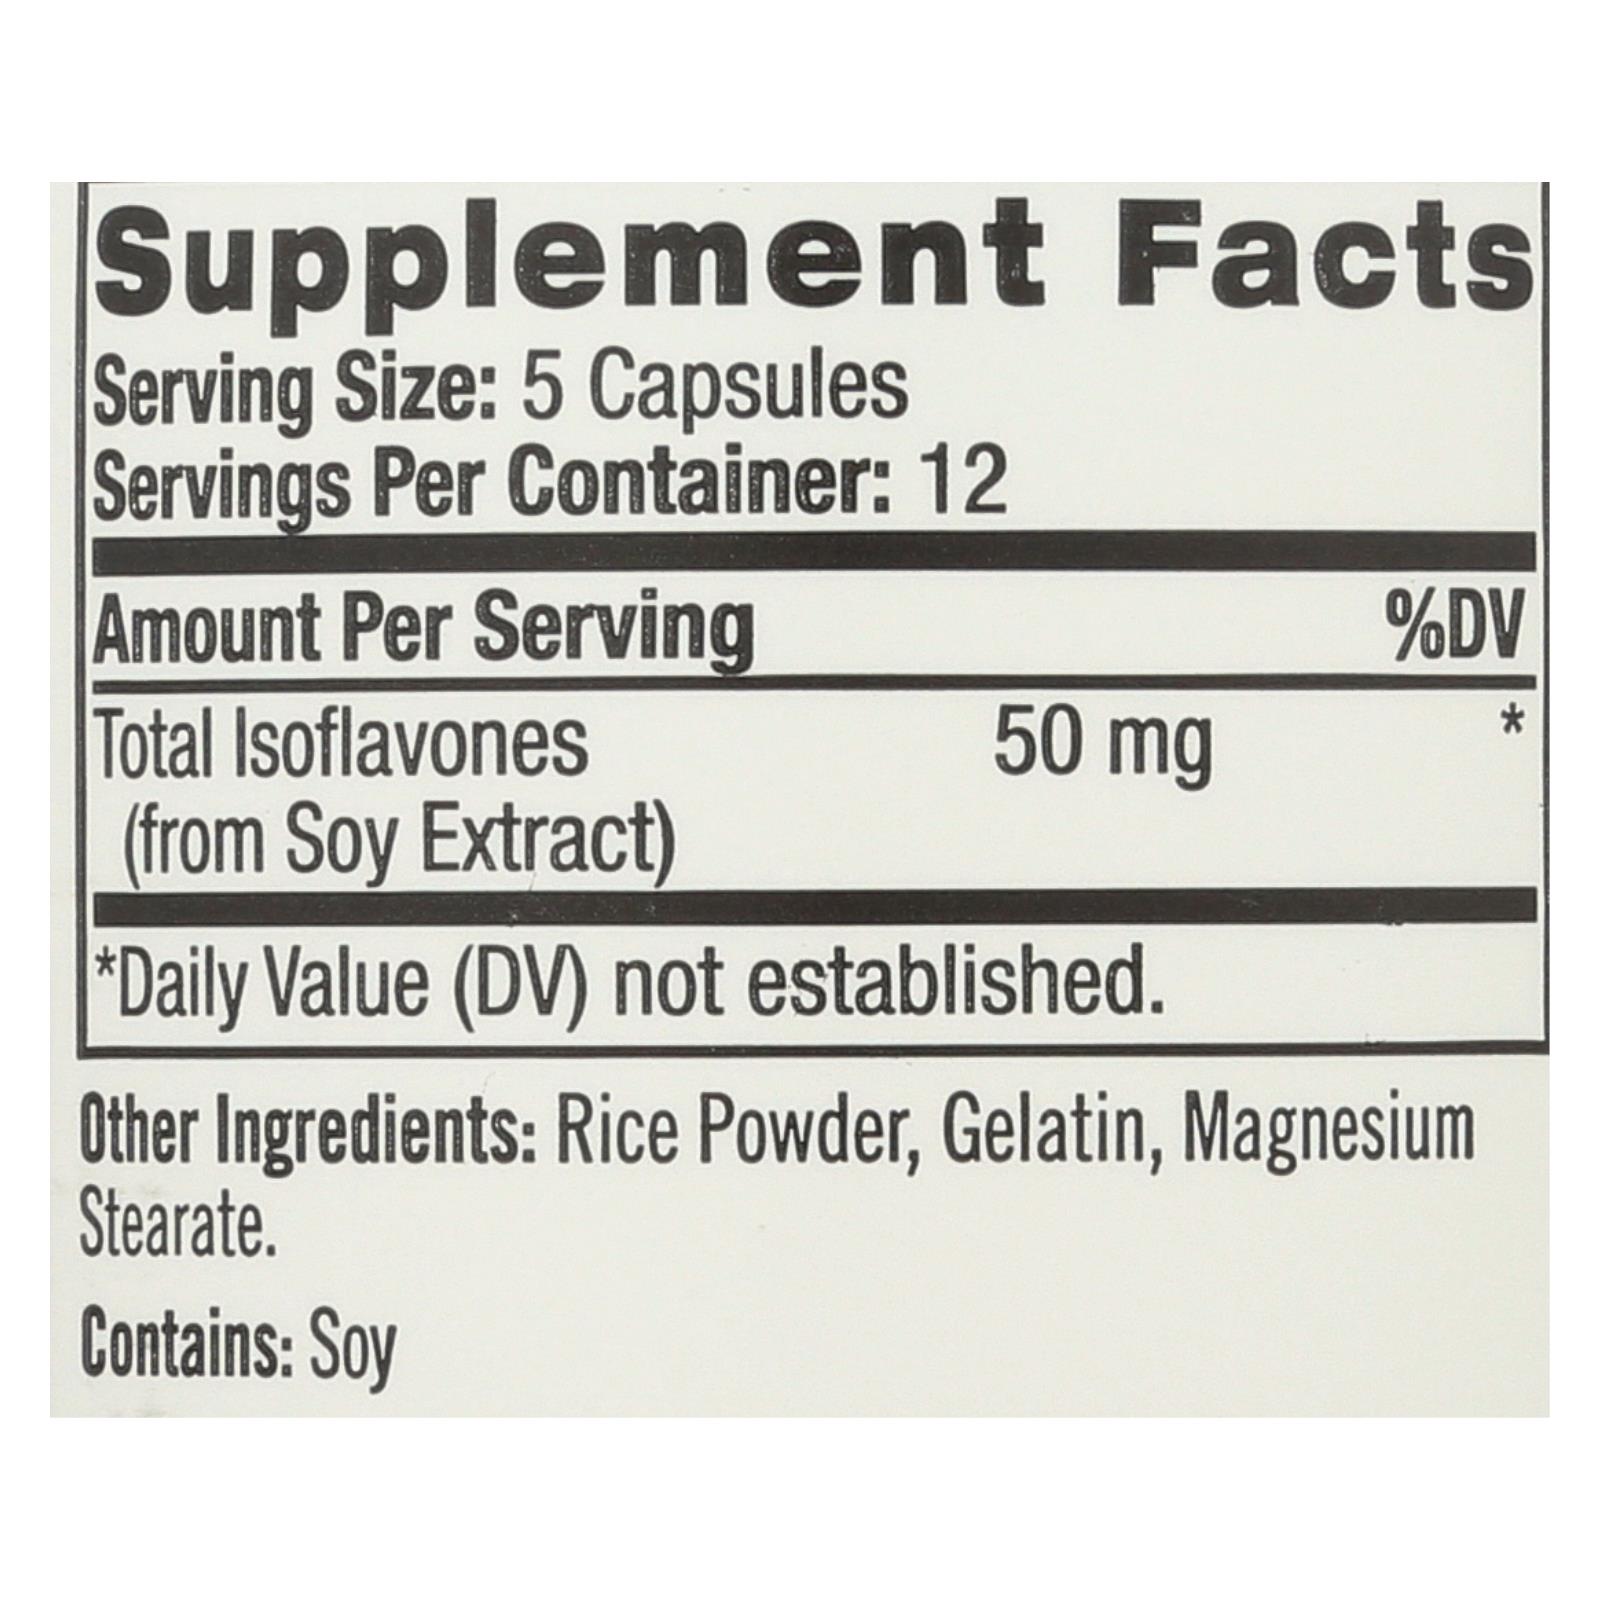 Supplement Facts
Serving Size: 5 Capsules
Servings Per Container: 12
Amount Per Serving %DV
Total Isoflavones 50 mg *
(from Soy Extract)
*Daily Value (DV) not established.
Other Ingredients: Rice Powder, Gelatin, Magnesium
Stearate.
Contains: Soy